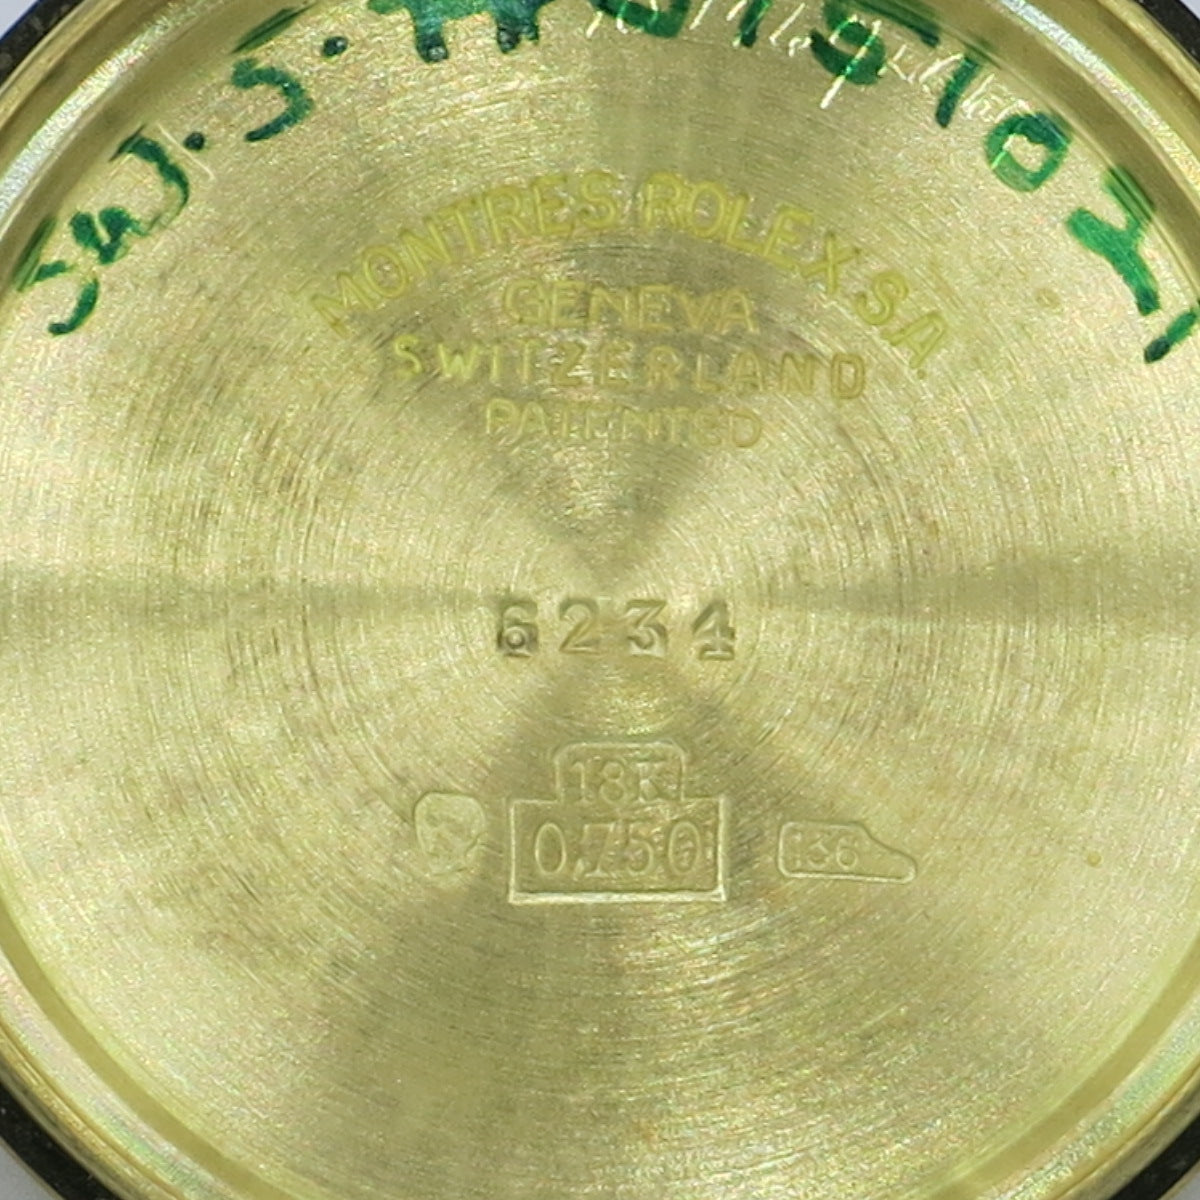 MONTRES ROLEX S.A.
GENEVA
SWITZERLAND
PATENTED
6234
18K
0,750
136